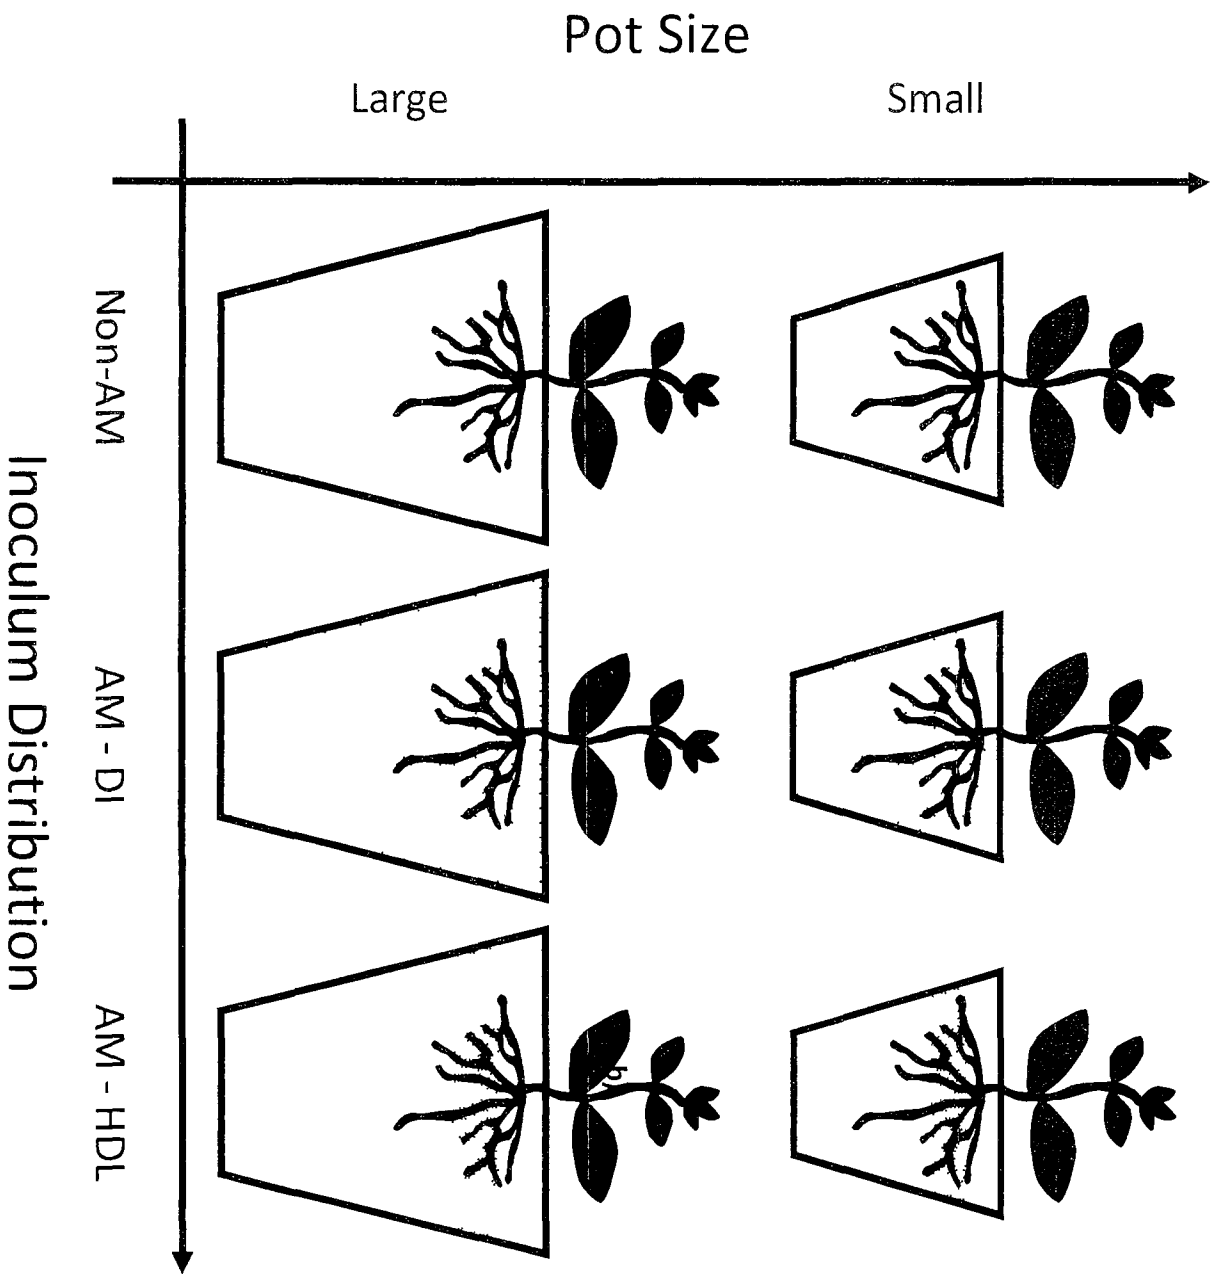 Pot Size
Large
Small
Non-AM
AM - DI
AM - HDL
Inoculum Distribution